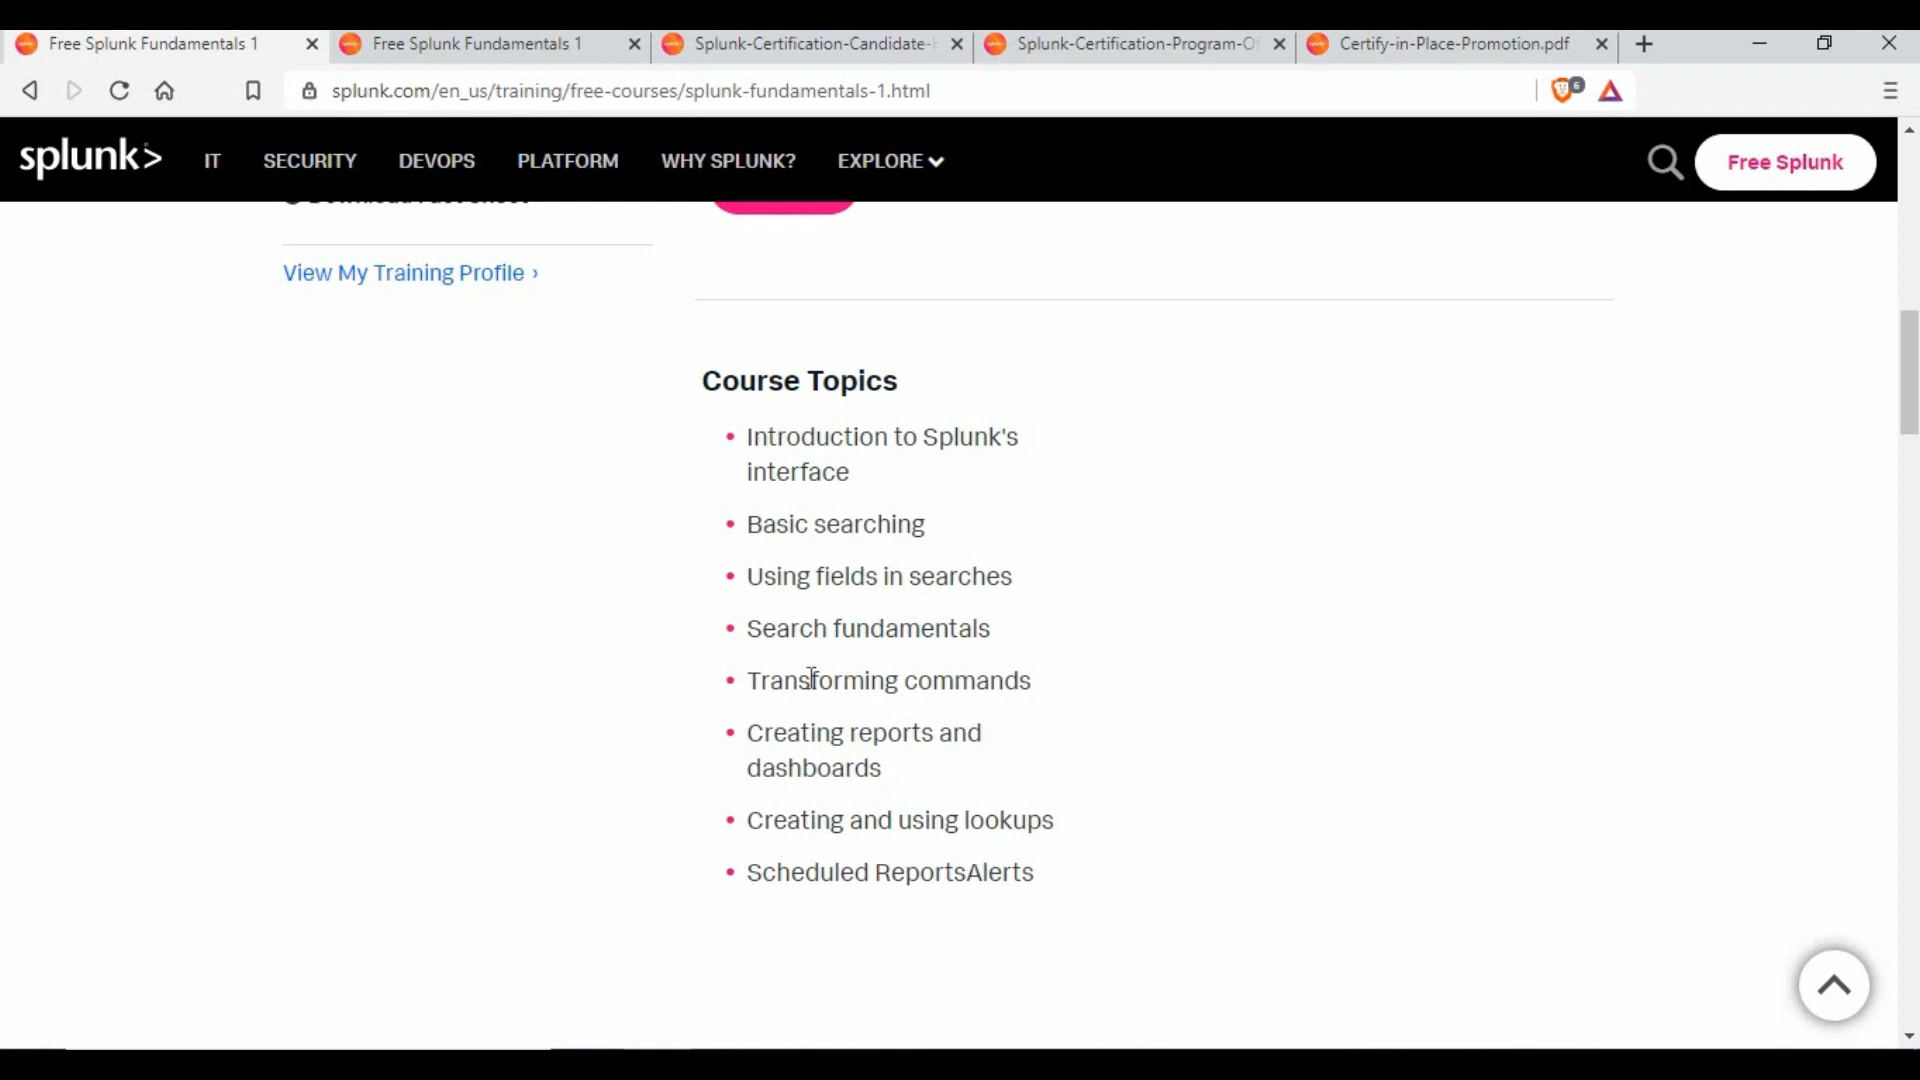 Free Splunk Fundamentals 1
Free Splunk Fundamentals 1
Splunk-Certification-Candidate-
Splunk-Certification-Program-O
Certify-in-Place-Promotion.pdf
splunk.com/en_us/training/free-courses/splunk-fundamentals-1.html
6
splunk>
IT
SECURITY
DEVOPS
PLATFORM
WHY SPLUNK?
EXPLORE
Free Splunk
View My Training Profile ›
Course Topics
• Introduction to Splunk's
interface
• Basic searching
• Using fields in searches
• Search fundamentals
• Transforming commands
• Creating reports and
dashboards
• Creating and using lookups
• Scheduled ReportsAlerts